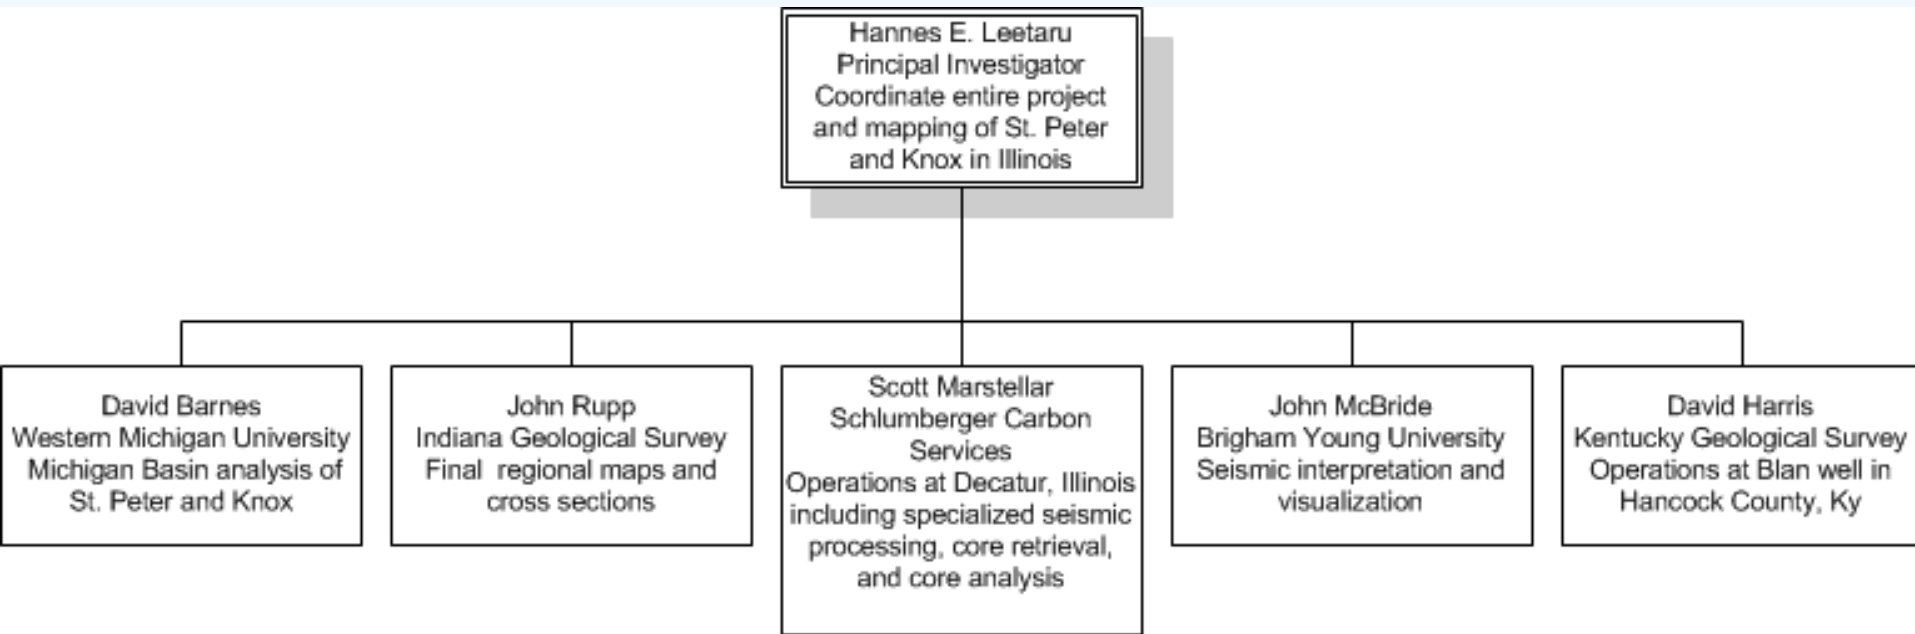 Hannes E. Leetaru
Principal Investigator
Coordinate entire project
and mapping of St. Peter
and Knox in Illinois
David Barnes
Western Michigan University
Michigan Basin analysis of
St. Peter and Knox
John Rupp
Indiana Geological Survey
Final regional maps and
cross sections
Scott Marstellar
Schlumberger Carbon
Services
Operations at Decatur, Illinois
including specialized seismic
processing, core retrieval,
and core analysis
John McBride
Brigham Young University
Seismic interpretation and
visualization
David Harris
Kentucky Geological Survey
Operations at Blan well in
Hancock County, Ky